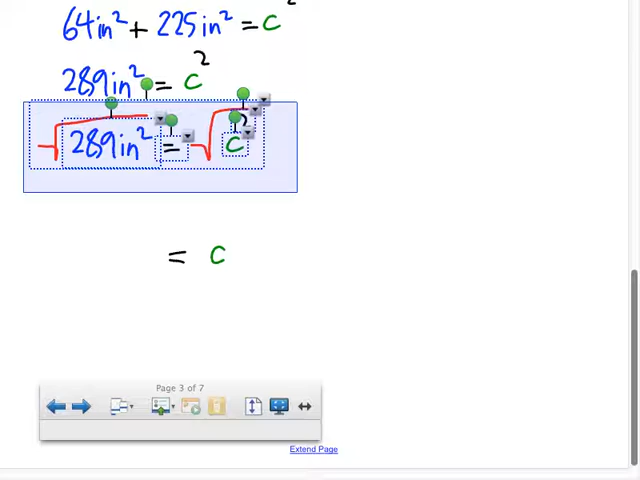 64in² + 225in² = c²
289in² = c²
√289in² = √c²
= c
Page 3 of 7
Extend Page